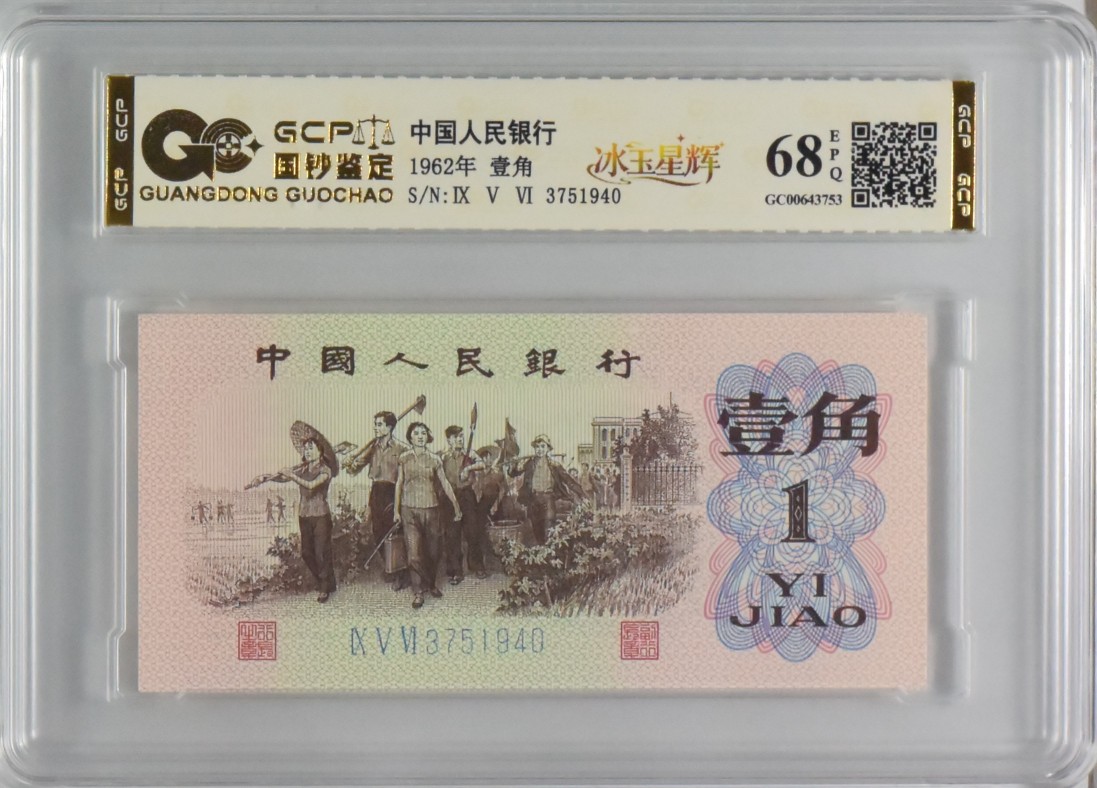 GCP
国钞鉴定
GUANGDONG GUOCHAO
中国人民银行
1962年 壹角
S/N: Ⅸ Ⅴ Ⅵ 3751940
冰玉星辉
68 EPQ
GC00643753
GCP GCP
GCP GCP
中國人民銀行
壹角
1
YI
JIAO
Ⅸ Ⅴ Ⅵ 3751940